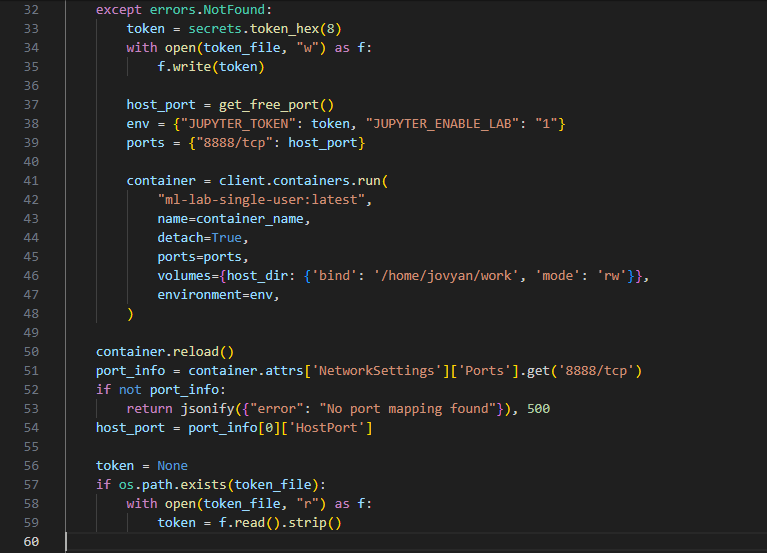 32 except errors.NotFound:
33 token = secrets.token_hex(8)
34 with open(token_file, "w") as f:
35 f.write(token)
36
37 host_port = get_free_port()
38 env = {"JUPYTER_TOKEN": token, "JUPYTER_ENABLE_LAB": "1"}
39 ports = {"8888/tcp": host_port}
40
41 container = client.containers.run(
42 "ml-lab-single-user:latest",
43 name=container_name,
44 detach=True,
45 ports=ports,
46 volumes={host_dir: {'bind': '/home/jovyan/work', 'mode': 'rw'}},
47 environment=env,
48 )
49
50 container.reload()
51 port_info = container.attrs['NetworkSettings']['Ports'].get('8888/tcp')
52 if not port_info:
53 return jsonify({"error": "No port mapping found"}), 500
54 host_port = port_info[0]['HostPort']
55
56 token = None
57 if os.path.exists(token_file):
58 with open(token_file, "r") as f:
59 token = f.read().strip()
60